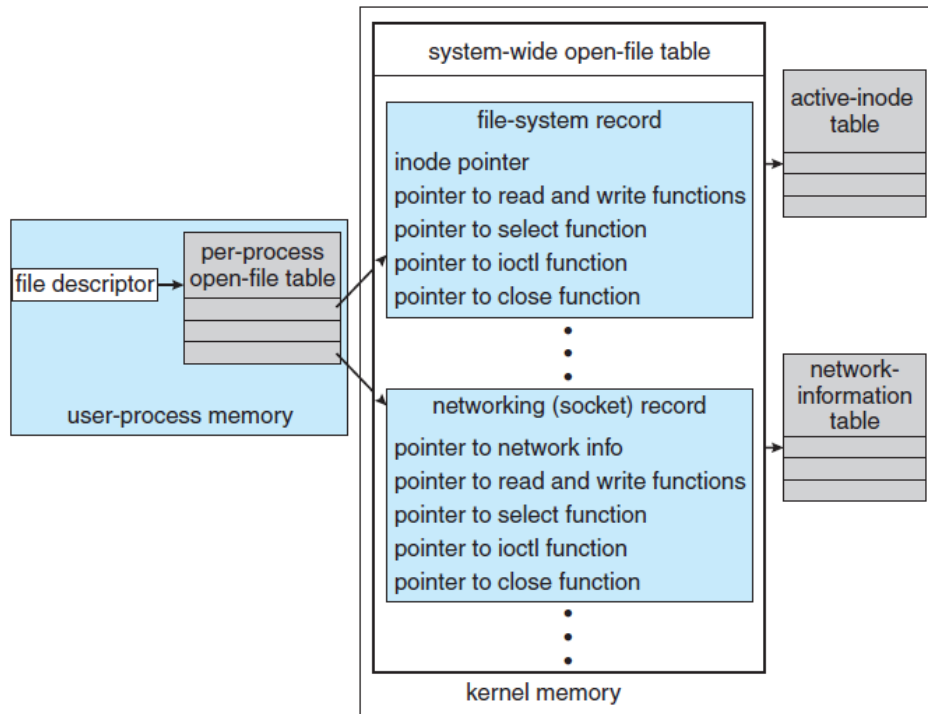 system-wide open-file table
file-system record
inode pointer
pointer to read and write functions
pointer to select function
pointer to ioctl function
pointer to close function
active-inode
table
per-process
open-file table
file descriptor
user-process memory
networking (socket) record
pointer to network info
pointer to read and write functions
pointer to select function
pointer to ioctl function
pointer to close function
network-
information
table
kernel memory